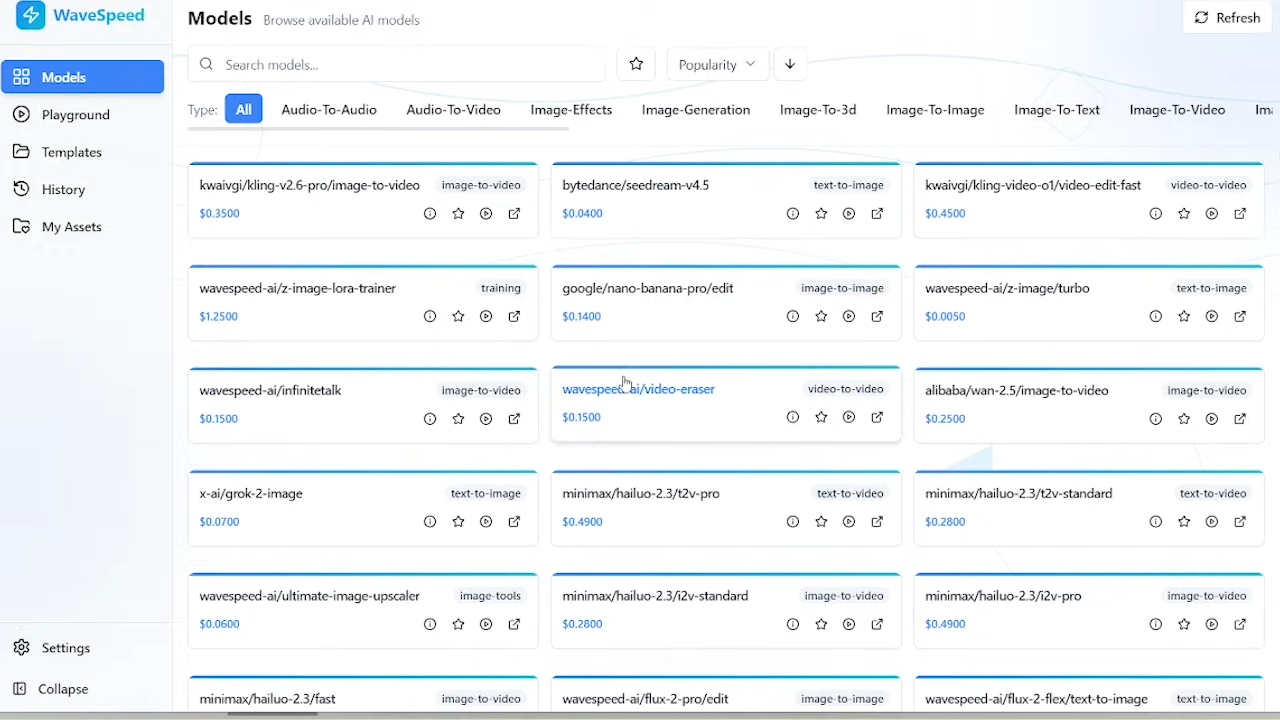 WaveSpeed
Models
Browse available AI models
Refresh
Search models...
Popularity
Type: All Audio-To-Audio Audio-To-Video Image-Effects Image-Generation Image-To-3d Image-To-Image Image-To-Text Image-To-Video
Models
Playground
Templates
History
My Assets
Settings
Collapse
kwaivgi/kling-v2.6-pro/image-to-video image-to-video
$0.3500
bytedance/seedream-v4.5 text-to-image
$0.0400
kwaivgi/kling-video-o1/video-edit-fast video-to-video
$0.4500
wavespeed-ai/z-image-lora-trainer training
$1.2500
google/nano-banana-pro/edit image-to-image
$0.1400
wavespeed-ai/z-image/turbo text-to-image
$0.0050
wavespeed-ai/infinitetalk image-to-video
$0.1500
wavespeed-ai/video-eraser video-to-video
$0.1500
alibaba/wan-2.5/image-to-video image-to-video
$0.2500
x-ai/grok-2-image text-to-image
$0.0700
minimax/hailuo-2.3/t2v-pro text-to-video
$0.4900
minimax/hailuo-2.3/t2v-standard text-to-video
$0.2800
wavespeed-ai/ultimate-image-upscaler image-tools
$0.0600
minimax/hailuo-2.3/i2v-standard image-to-video
$0.2800
minimax/hailuo-2.3/i2v-pro image-to-video
$0.4900
minimax/hailuo-2.3/fast image-to-video
wavespeed-ai/flux-2-pro/edit image-to-image
wavespeed-ai/flux-2-flex/text-to-image text-to-image